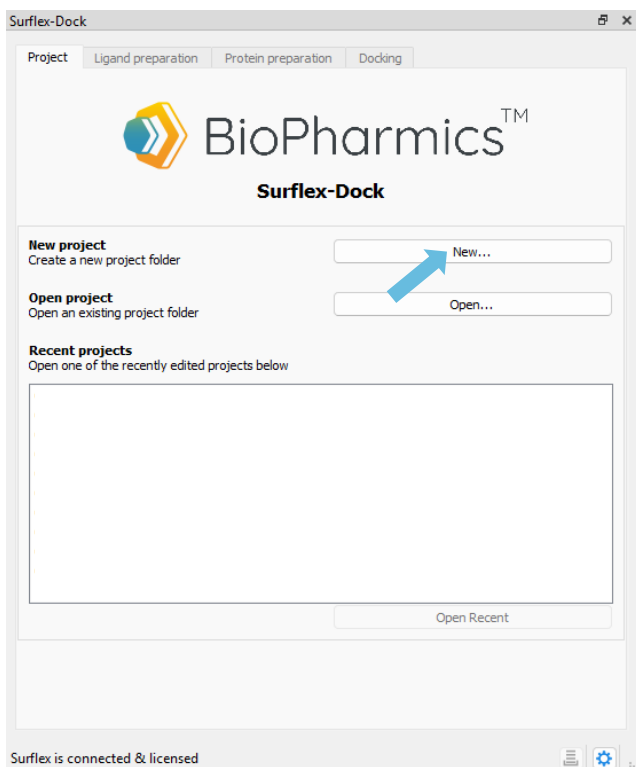 Surflex-Dock
Project Ligand preparation Protein preparation Docking
BioPharmics™
Surflex-Dock
New project
Create a new project folder
New...
Open project
Open an existing project folder
Open...
Recent projects
Open one of the recently edited projects below
Open Recent
Surflex is connected & licensed